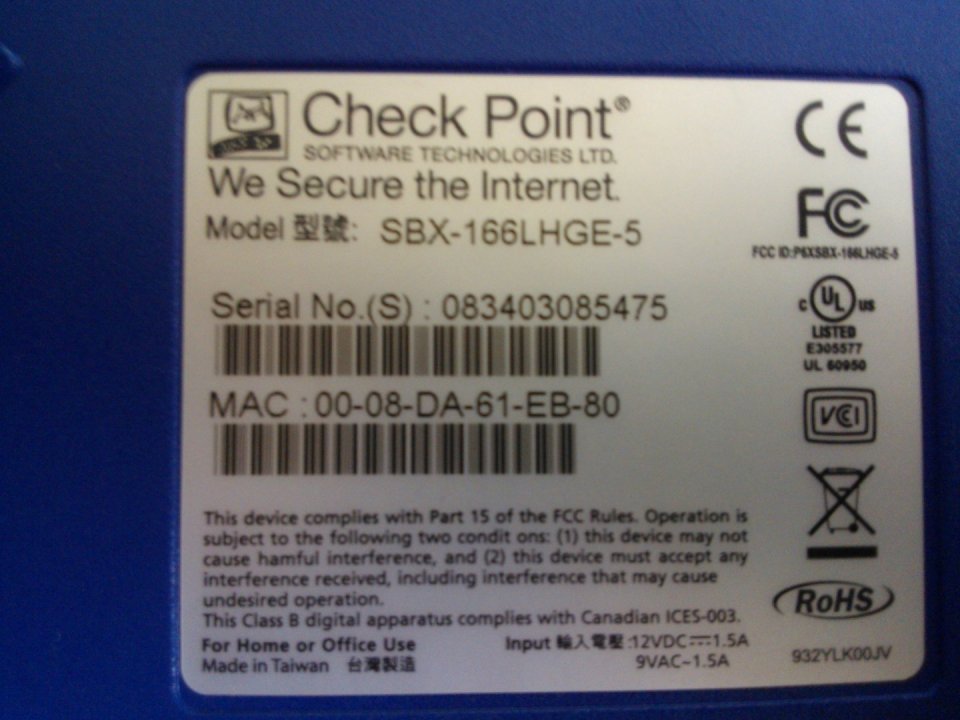 Check Point®
SOFTWARE TECHNOLOGIES LTD.
We Secure the Internet.
Model 型號: SBX-166LHGE-5
Serial No.(S) : 083403085475
MAC : 00-08-DA-61-EB-80
This device complies with Part 15 of the FCC Rules. Operation is
subject to the following two condit ons: (1) this device may not
cause harmful interference, and (2) this device must accept any
interference received, including interference that may cause
undesired operation.
This Class B digital apparatus complies with Canadian ICES-003.
For Home or Office Use
Made in Taiwan 台灣製造
Input 輸入電壓:12VDC⎓1.5A
9VAC~1.5A
CE
FC
FCC ID:P6XSBX-166LHGE-5
c UL us
LISTED
E305577
UL 60950
VCCI
RoHS
932YLK00JV